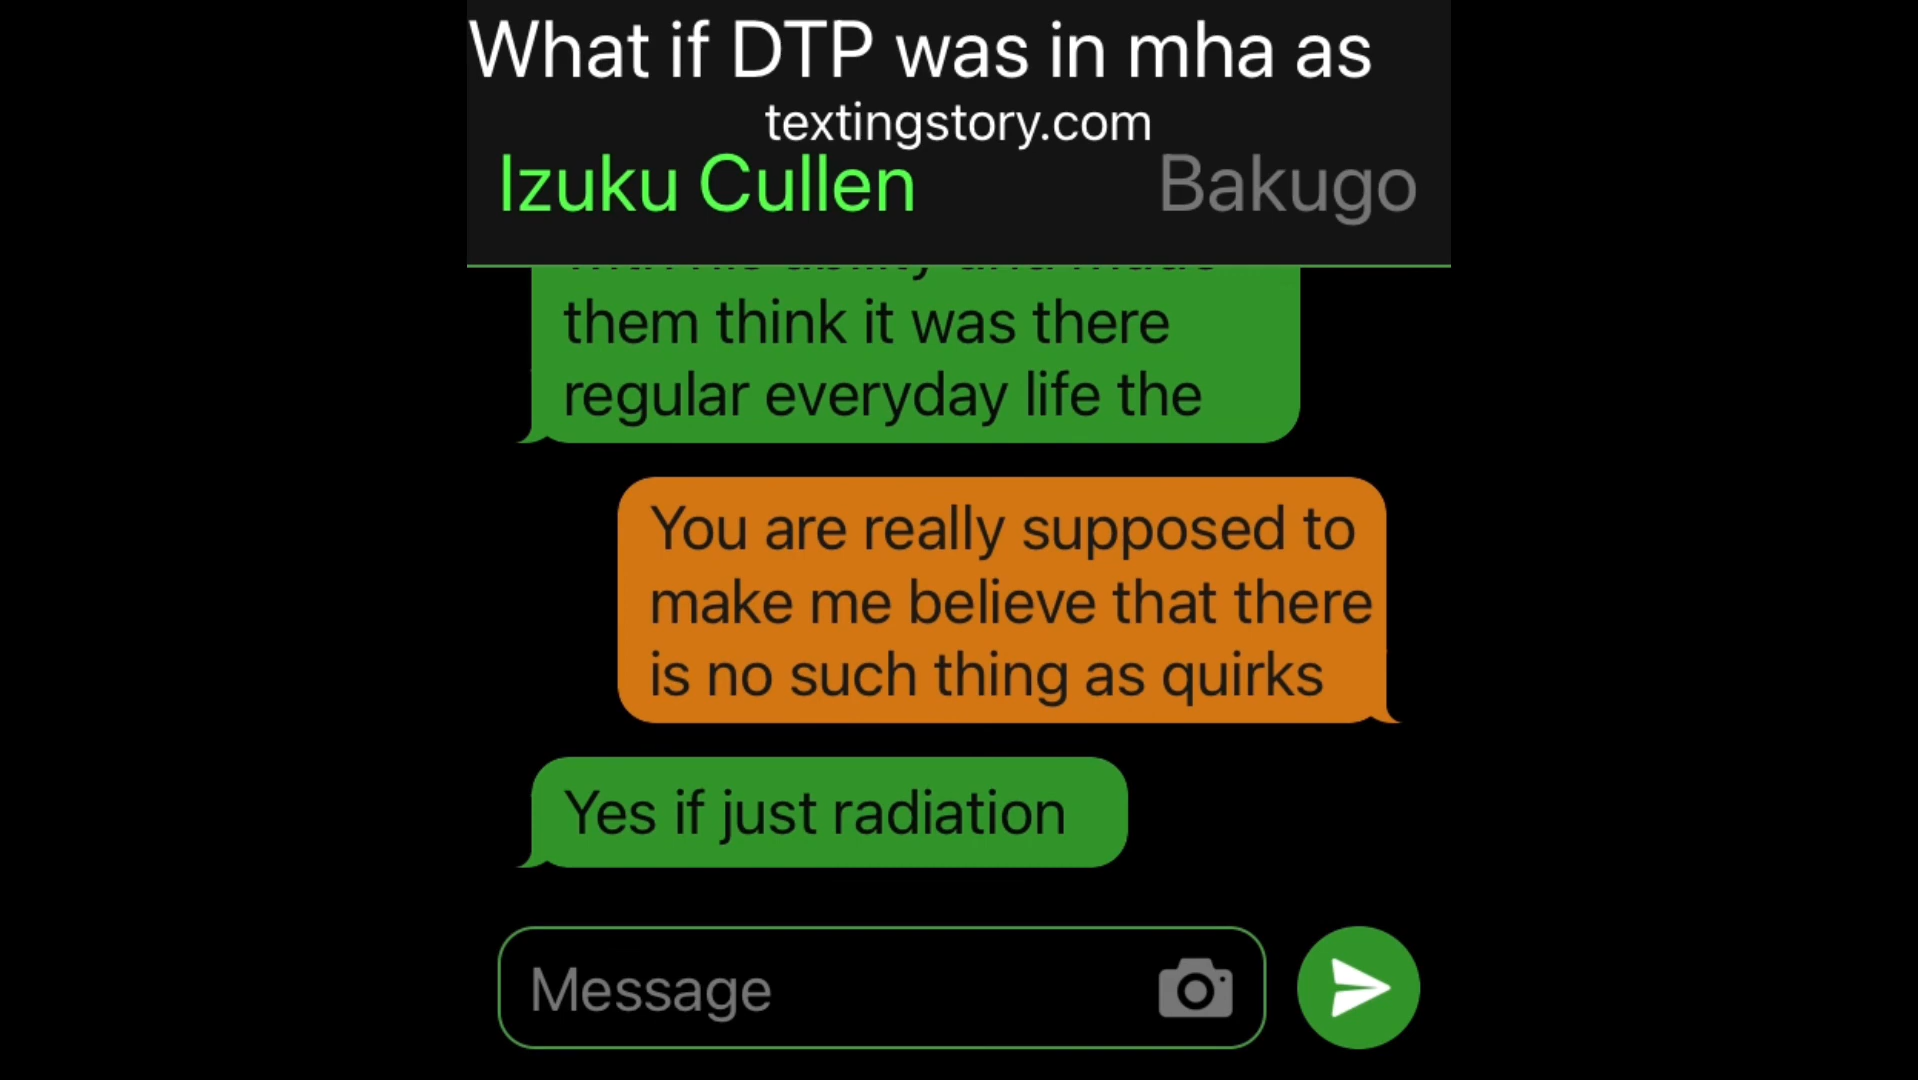 What if DTP was in mha as
textingstory.com
Izuku Cullen Bakugo
them think it was there
regular everyday life the
You are really supposed to
make me believe that there
is no such thing as quirks
Yes if just radiation
Message